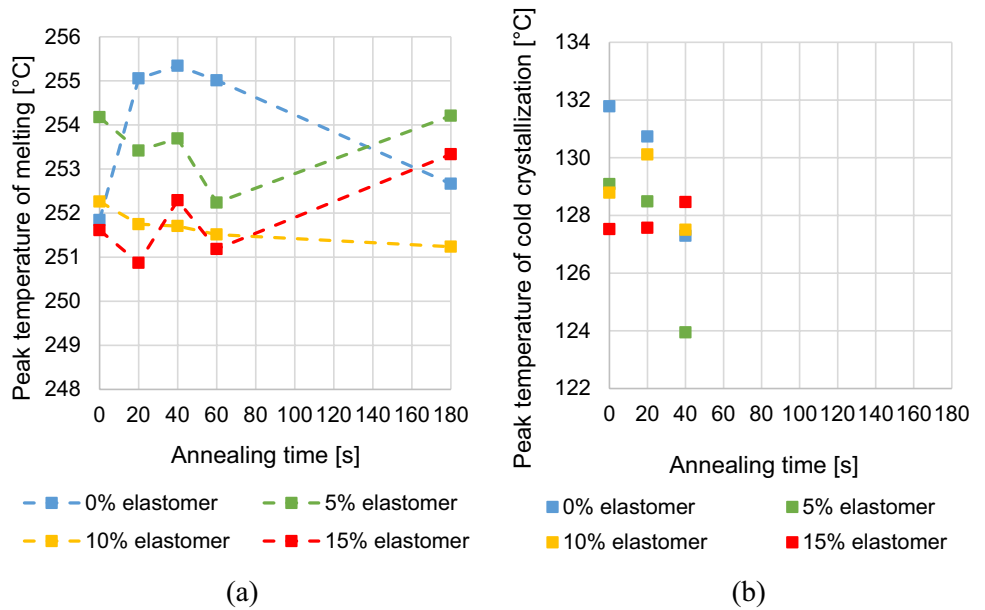 Peak temperature of melting [°C]
256
255
254
253
252
251
250
249
248
0 20 40 60 80 100 120 140 160 180
Annealing time [s]
0% elastomer 5% elastomer
10% elastomer 15% elastomer
(a)
Peak temperature of cold crystallization [°C]
134
132
130
128
126
124
122
0 20 40 60 80 100 120 140 160 180
Annealing time [s]
0% elastomer 5% elastomer
10% elastomer 15% elastomer
(b)